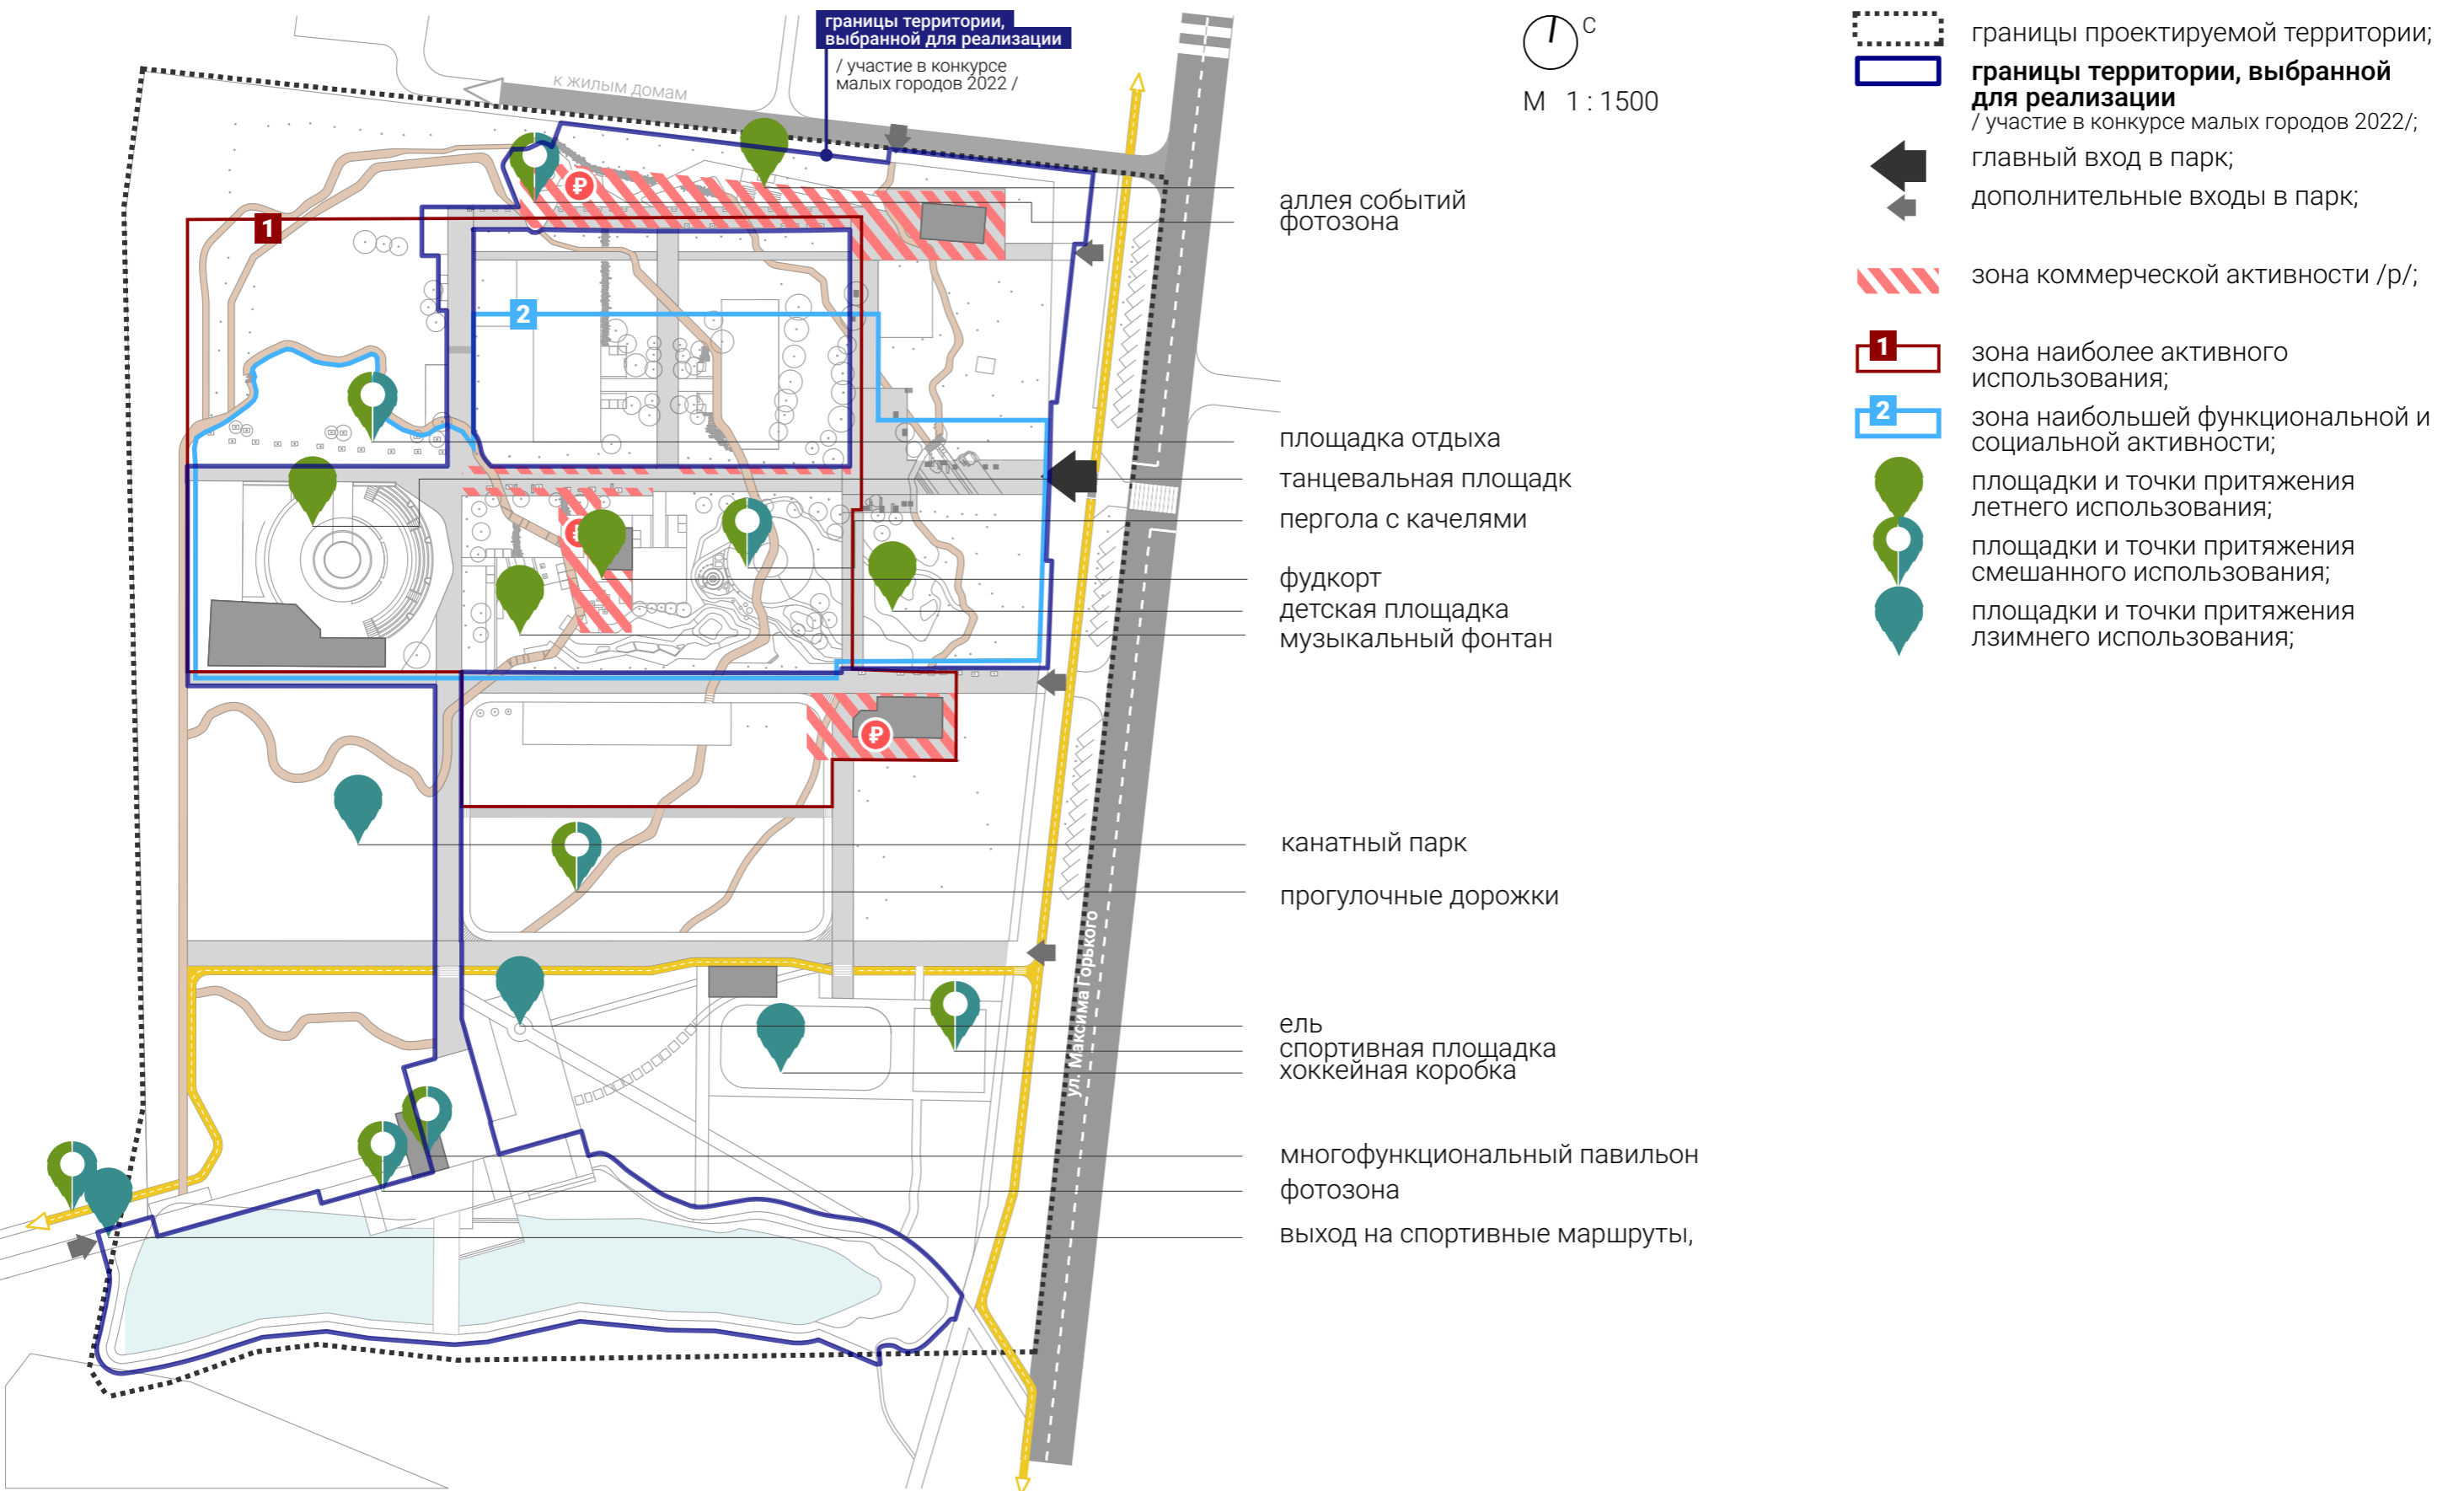 границы территории,
выбранной для реализации
/ участие в конкурсе
малых городов 2022 /
к жилым домам
С
М 1 : 1500
1
2
₽
₽
₽
ул. Максима Горького
аллея событий
фотозона
площадка отдыха
танцевальная площадк
пергола с качелями
фудкорт
детская площадка
музыкальный фонтан
канатный парк
прогулочные дорожки
ель
спортивная площадка
хоккейная коробка
многофункциональный павильон
фотозона
выход на спортивные маршруты,
границы проектируемой территории;
границы территории, выбранной
для реализации
/ участие в конкурсе малых городов 2022/;
главный вход в парк;
дополнительные входы в парк;
зона коммерческой активности /р/;
1
зона наиболее активного
использования;
2
зона наибольшей функциональной и
социальной активности;
площадки и точки притяжения
летнего использования;
площадки и точки притяжения
смешанного использования;
площадки и точки притяжения
лзимнего использования;